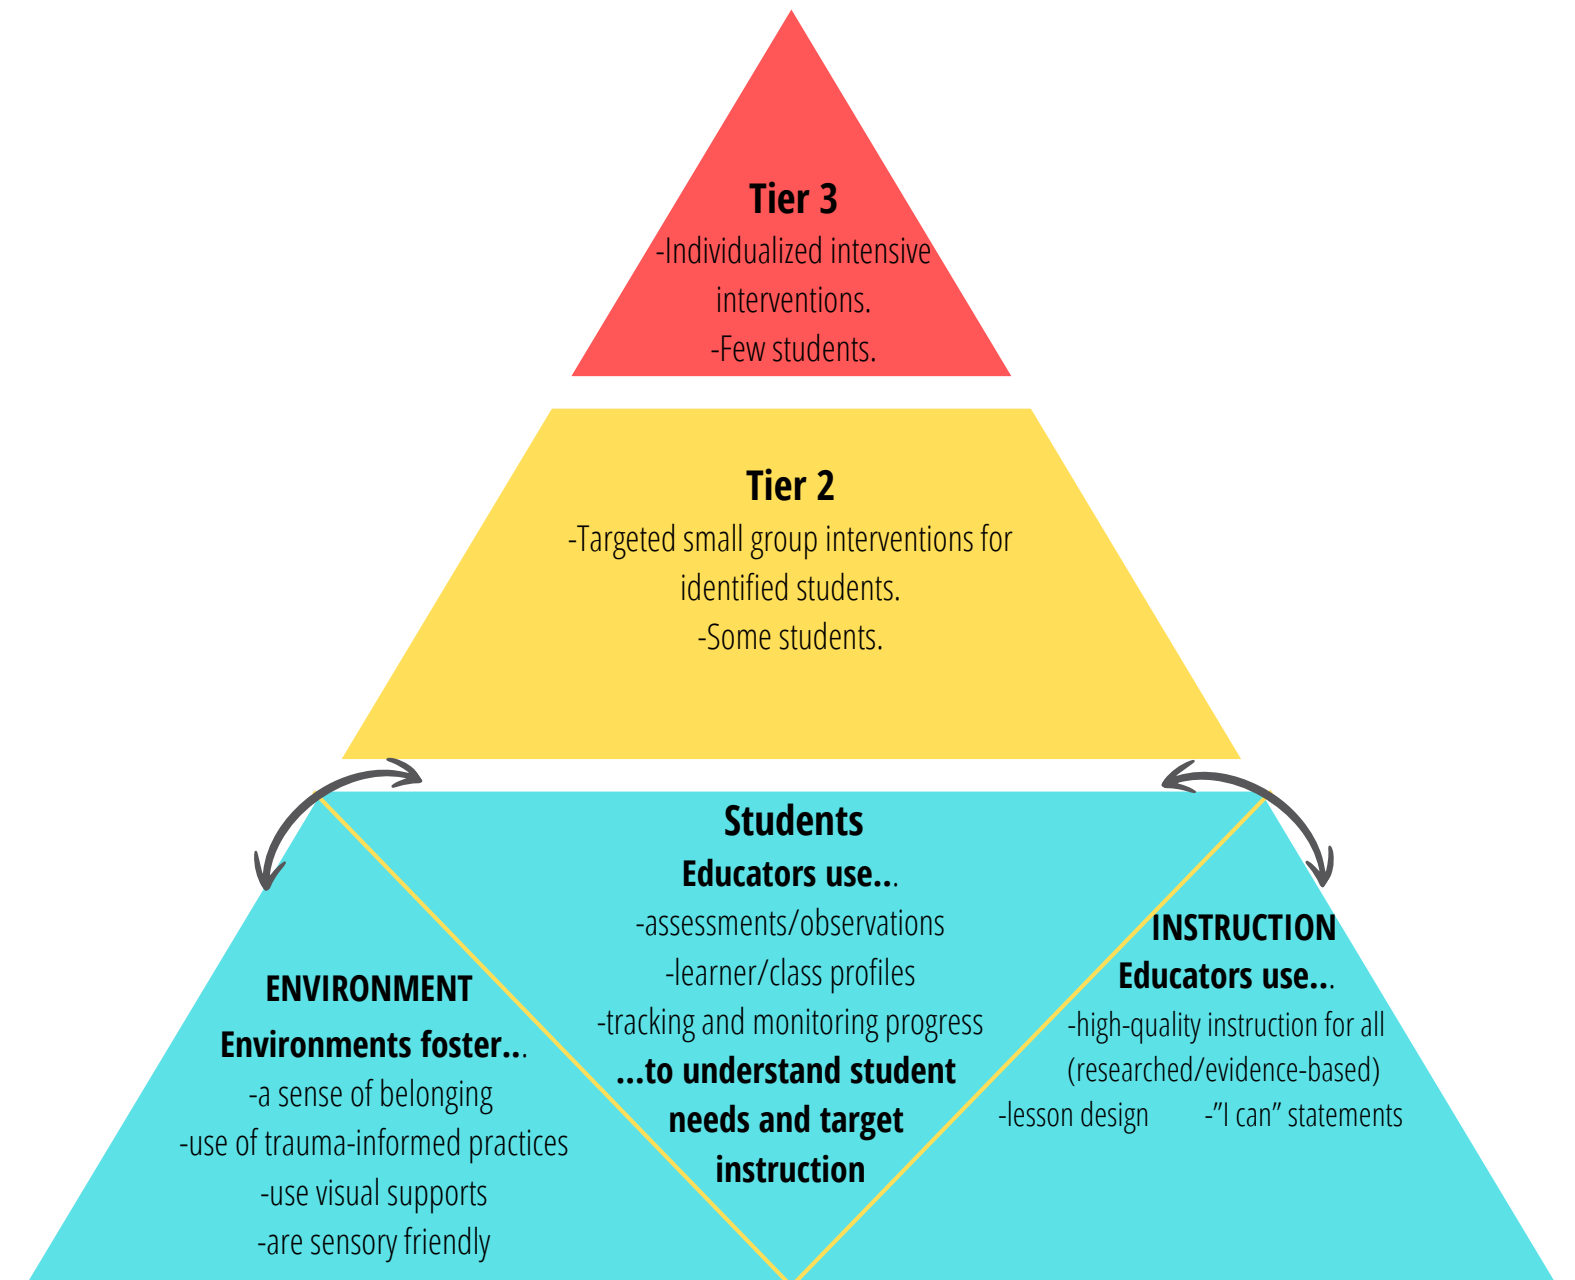 Tier 3
-Individualized intensive
interventions.
-Few students.
Tier 2
-Targeted small group interventions for
identified students.
-Some students.
Students
Educators use...
-assessments/observations
-learner/class profiles
-tracking and monitoring progress
...to understand student
needs and target
instruction
ENVIRONMENT
Environments foster...
-a sense of belonging
-use of trauma-informed practices
-use visual supports
-are sensory friendly
INSTRUCTION
Educators use...
-high-quality instruction for all
(researched/evidence-based)
-lesson design -”I can” statements